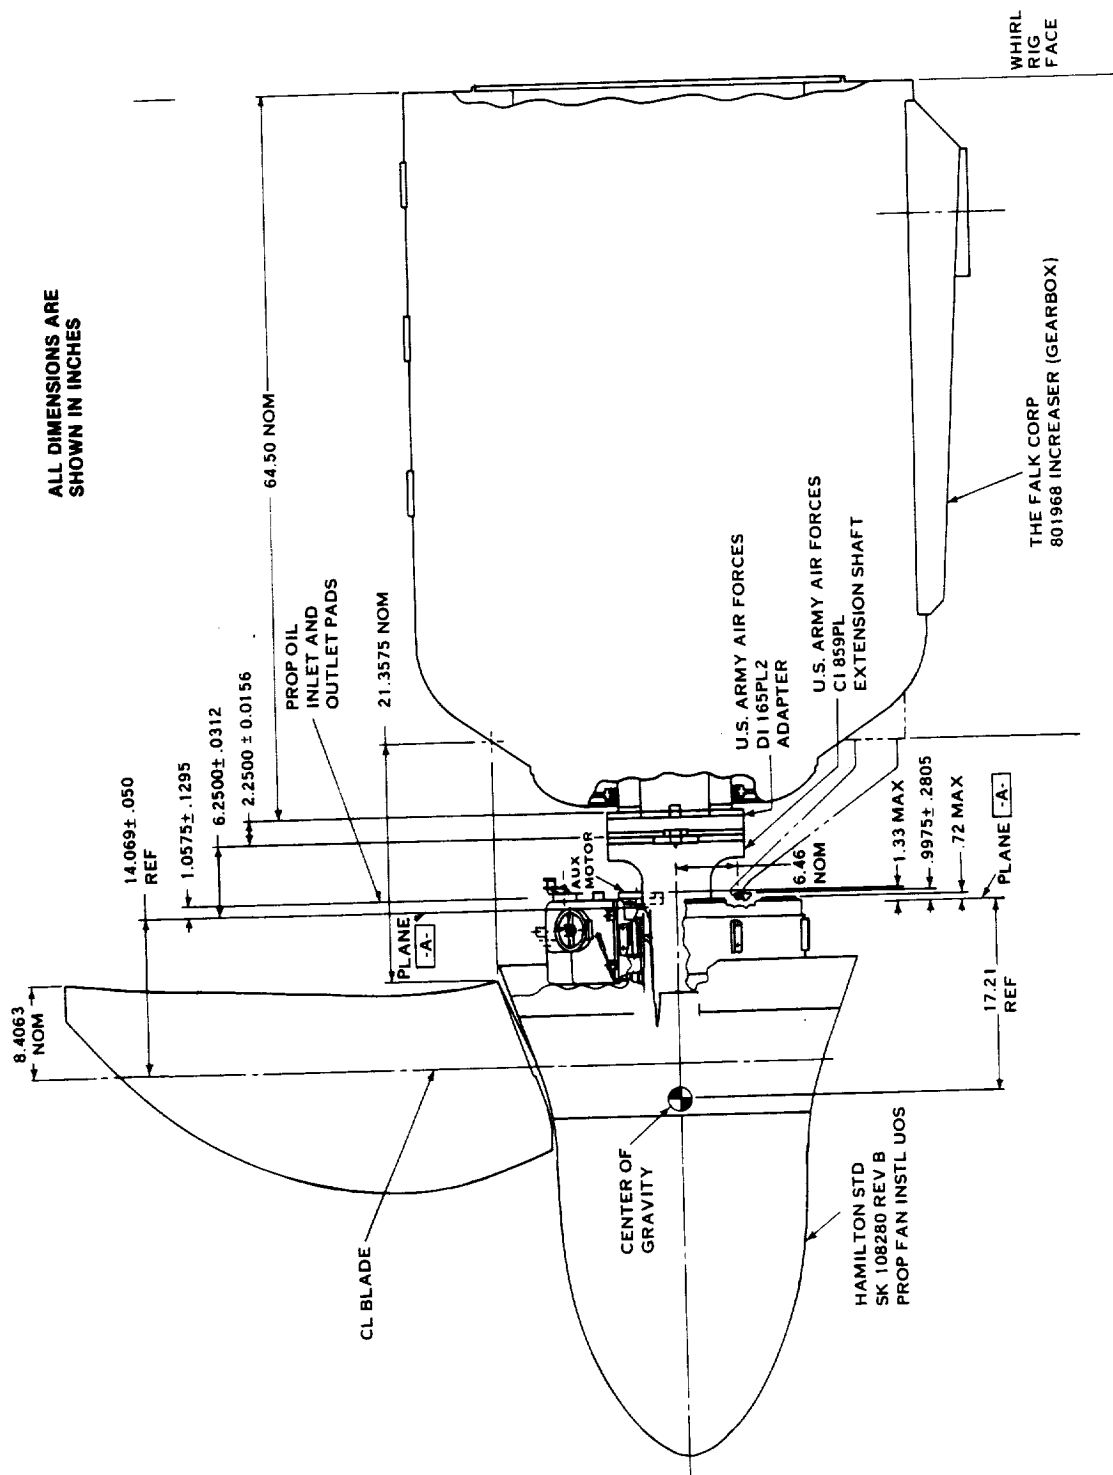 ALL DIMENSIONS ARE
SHOWN IN INCHES
WHIRL
RIG
FACE
64.50 NOM
PROP OIL
INLET AND
OUTLET PADS
21.3575 NOM
2.2500 ± 0.0156
6.2500± .0312
1.0575± .1295
14.069± .050
REF
8.4063
NOM
PLANE
-A-
AUX
MOTOR
CL BLADE
CENTER OF
GRAVITY
HAMILTON STD
SK 108280 REV B
PROP FAN INSTL UOS
U.S. ARMY AIR FORCES
DI 165PL2
ADAPTER
U.S. ARMY AIR FORCES
CI 859PL
EXTENSION SHAFT
THE FALK CORP
801968 INCREASER (GEARBOX)
6.46
NOM
1.33 MAX
.9975± .2805
.72 MAX
PLANE -A-
17.21
REF